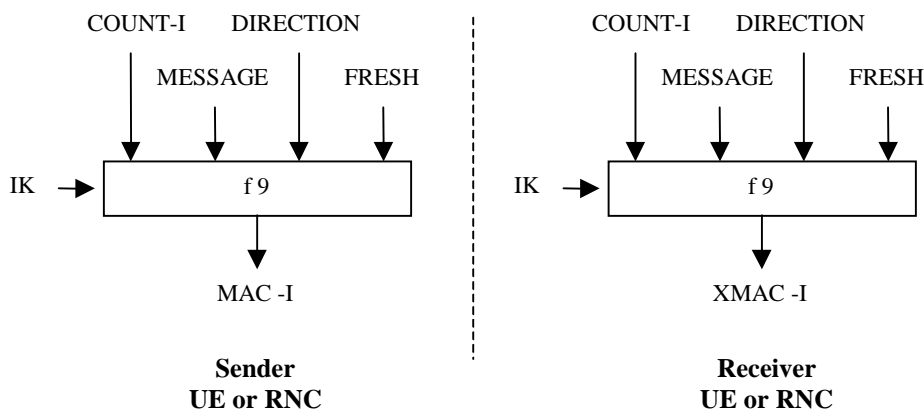 COUNT-I DIRECTION
MESSAGE FRESH
IK f 9
MAC -I
Sender
UE or RNC
COUNT-I DIRECTION
MESSAGE FRESH
IK f 9
XMAC -I
Receiver
UE or RNC